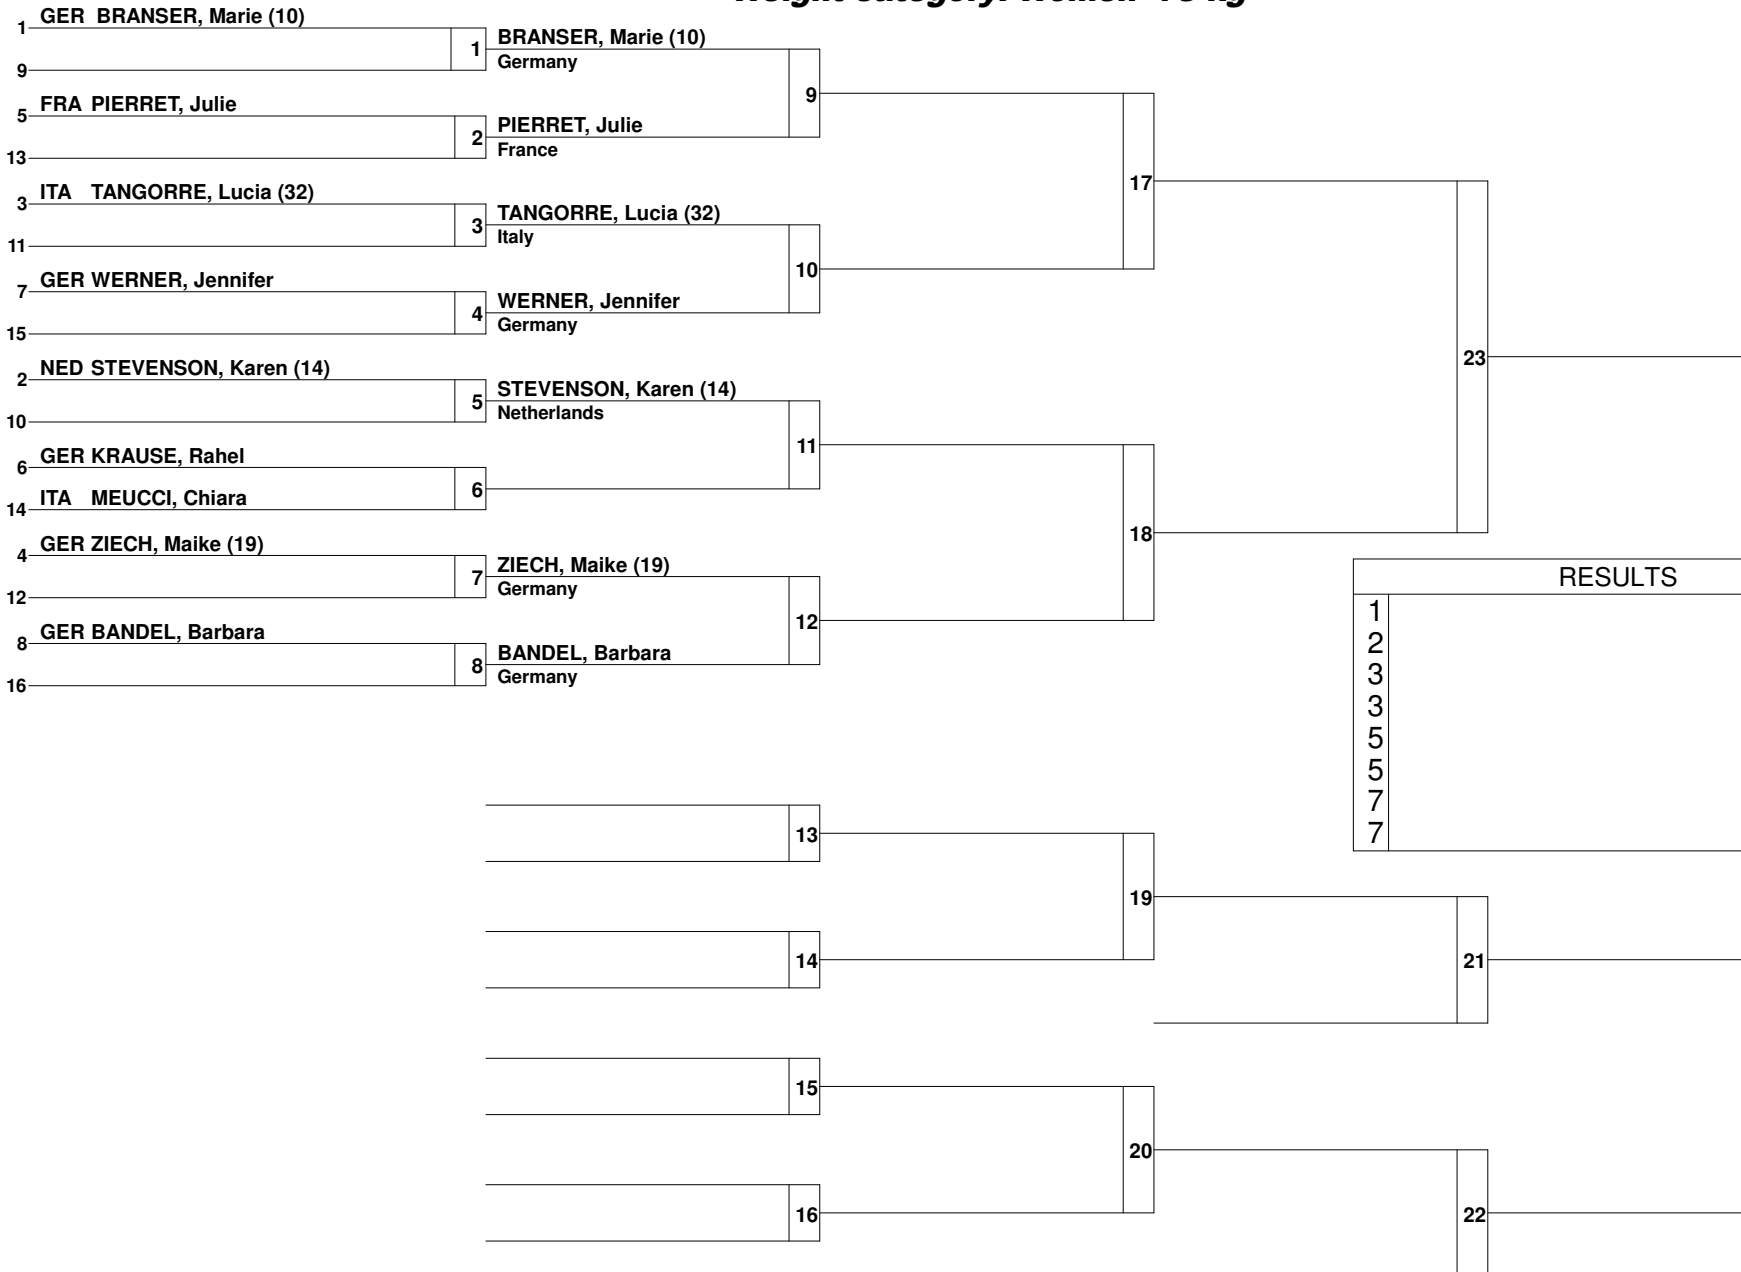 Weight category: Women -78 kg
1 GER BRANSER, Marie (10)
9
1 BRANSER, Marie (10)
Germany
5 FRA PIERRET, Julie
13
2 PIERRET, Julie
France
9
3 ITA TANGORRE, Lucia (32)
11
3 TANGORRE, Lucia (32)
Italy
7 GER WERNER, Jennifer
15
4 WERNER, Jennifer
Germany
10
17
2 NED STEVENSON, Karen (14)
10
5 STEVENSON, Karen (14)
Netherlands
6 GER KRAUSE, Rahel
14 ITA MEUCCI, Chiara
6
11
4 GER ZIECH, Maike (19)
12
7 ZIECH, Maike (19)
Germany
8 GER BANDEL, Barbara
16
8 BANDEL, Barbara
Germany
12
18
23
RESULTS
1
2
3
3
5
5
7
7
13
14
19
21
15
16
20
22